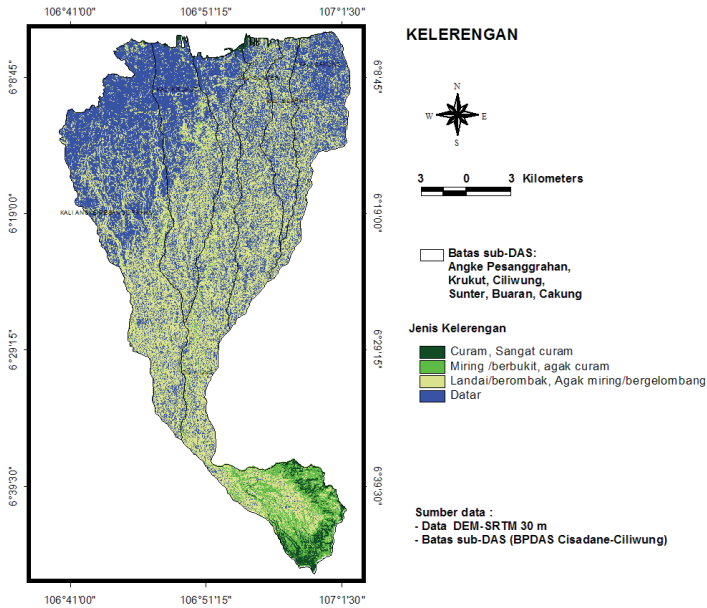 106°41'00"
106°51'15"
107°1'30"
6°8'45"
6°8'45"
6°19'00"
6°19'00"
6°29'15"
6°29'15"
6°39'30"
6°39'30"
106°41'00"
106°51'15"
107°1'30"
KELERENGAN
N
W
E
S
3
0
3
Kilometers
Batas sub-DAS:
Angke Pesanggrahan,
Krukut, Ciliwung,
Sunter, Buaran, Cakung
Jenis Kelerengan
Curam, Sangat curam
Miring /berbukit, agak curam
Landai/berombak, Agak miring/bergelombang
Datar
Sumber data :
- Data DEM-SRTM 30 m
- Batas sub-DAS (BPDAS Cisadane-Ciliwung)